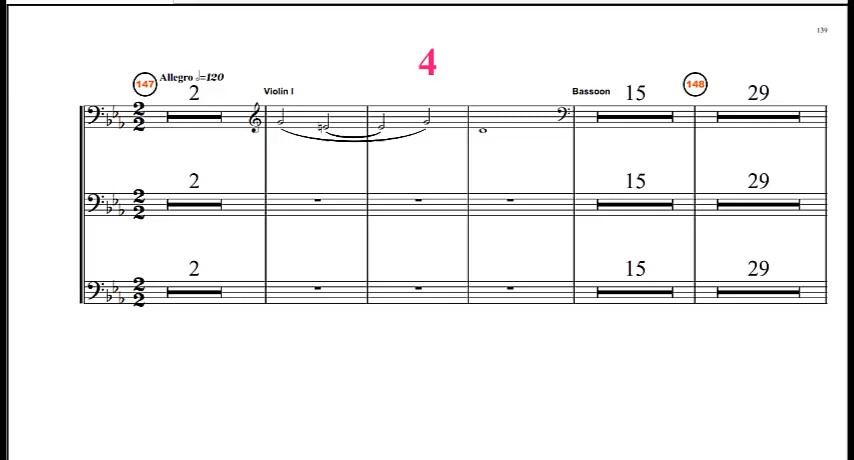 139
4
147 Allegro 𝅗𝅥=120
2 Violin I Bassoon 15 148 29
2 15 29
2 15 29